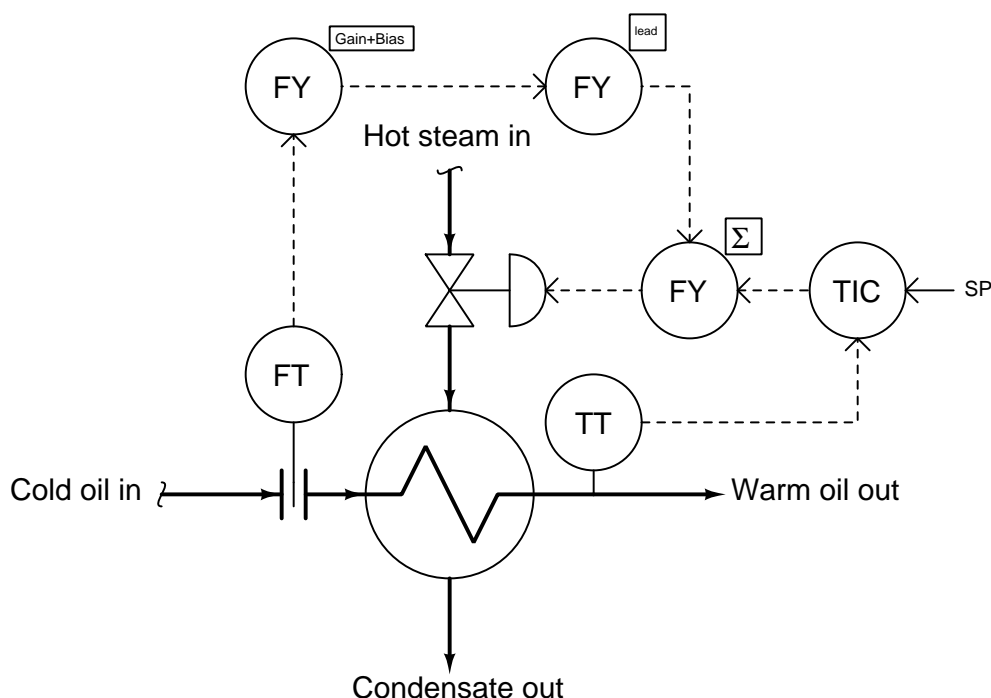 Gain+Bias
lead
FY
FY
Hot steam in
Σ
FY
TIC
SP
FT
TT
Cold oil in
Warm oil out
Condensate out